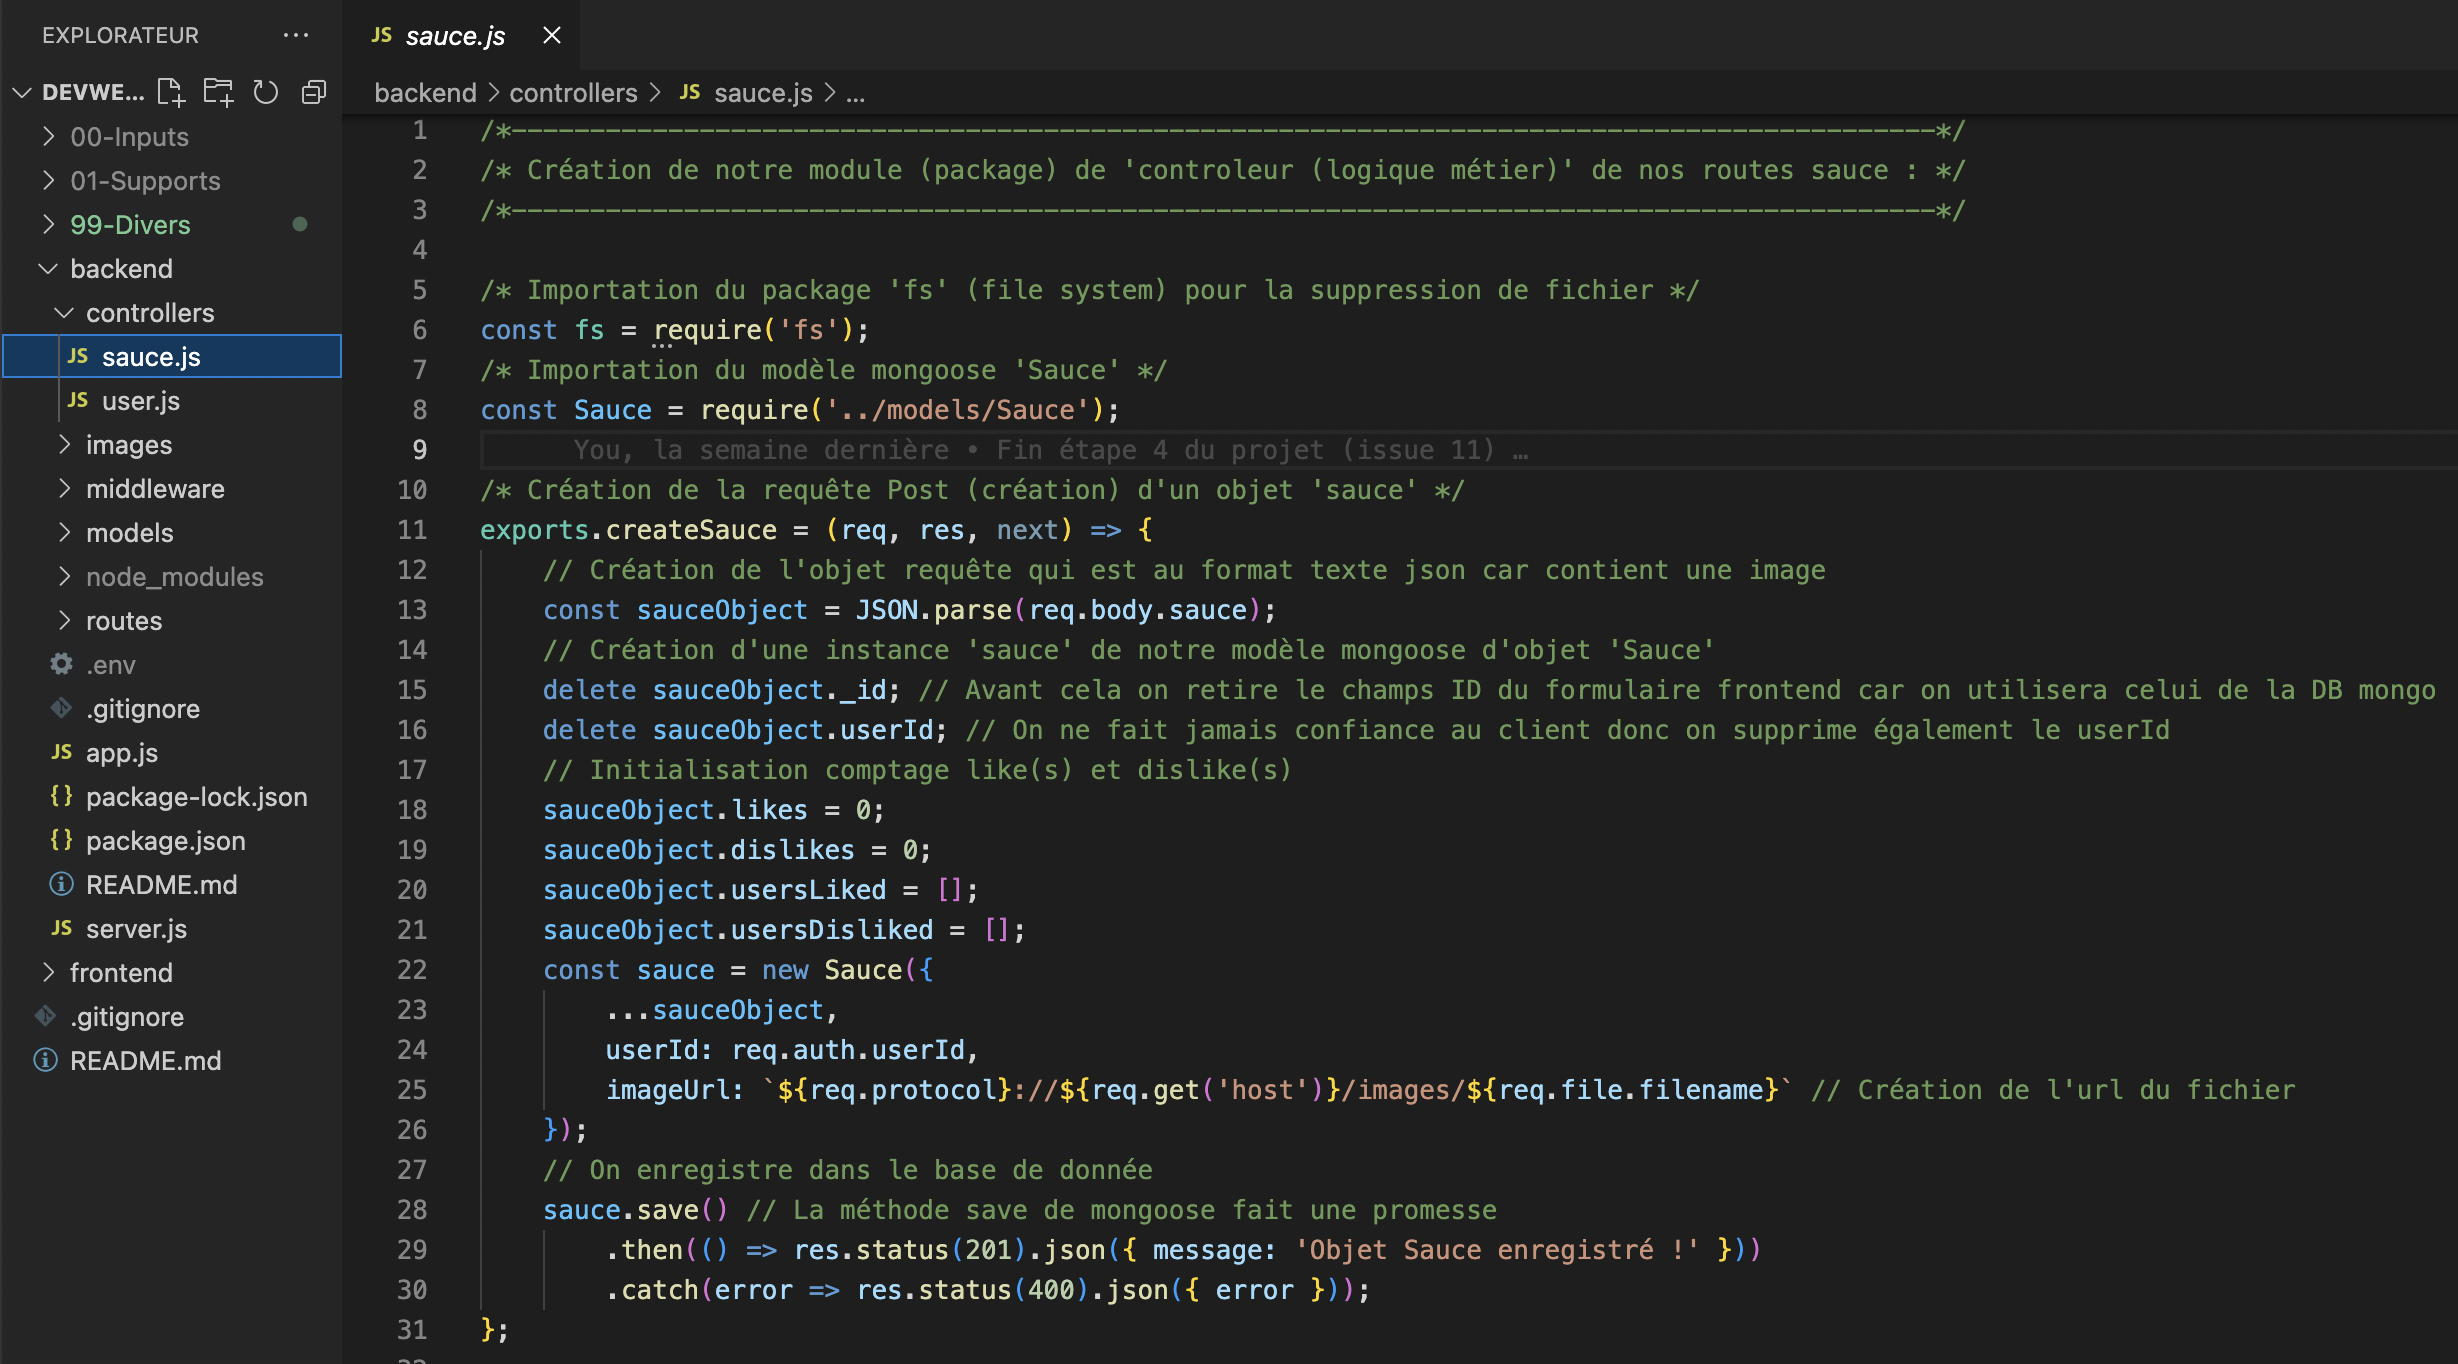 EXPLORATEUR
DEVWE...
00-Inputs
01-Supports
99-Divers
backend
controllers
JS sauce.js
JS user.js
images
middleware
models
node_modules
routes
.env
.gitignore
JS app.js
{} package-lock.json
{} package.json
README.md
JS server.js
frontend
.gitignore
README.md
JS sauce.js
backend > controllers > JS sauce.js > ...
1 /*-------------------------------------------------------------------------------------------*/
2 /* Création de notre module (package) de 'controleur (logique métier)' de nos routes sauce : */
3 /*-------------------------------------------------------------------------------------------*/
4
5 /* Importation du package 'fs' (file system) pour la suppression de fichier */
6 const fs = require('fs');
7 /* Importation du modèle mongoose 'Sauce' */
8 const Sauce = require('../models/Sauce');
9 You, la semaine dernière • Fin étape 4 du projet (issue 11) …
10 /* Création de la requête Post (création) d'un objet 'sauce' */
11 exports.createSauce = (req, res, next) => {
12 // Création de l'objet requête qui est au format texte json car contient une image
13 const sauceObject = JSON.parse(req.body.sauce);
14 // Création d'une instance 'sauce' de notre modèle mongoose d'objet 'Sauce'
15 delete sauceObject._id; // Avant cela on retire le champs ID du formulaire frontend car on utilisera celui de la DB mongo
16 delete sauceObject.userId; // On ne fait jamais confiance au client donc on supprime également le userId
17 // Initialisation comptage like(s) et dislike(s)
18 sauceObject.likes = 0;
19 sauceObject.dislikes = 0;
20 sauceObject.usersLiked = [];
21 sauceObject.usersDisliked = [];
22 const sauce = new Sauce({
23 ...sauceObject,
24 userId: req.auth.userId,
25 imageUrl: `${req.protocol}://${req.get('host')}/images/${req.file.filename}` // Création de l'url du fichier
26 });
27 // On enregistre dans le base de donnée
28 sauce.save() // La méthode save de mongoose fait une promesse
29 .then(() => res.status(201).json({ message: 'Objet Sauce enregistré !' }))
30 .catch(error => res.status(400).json({ error }));
31 };